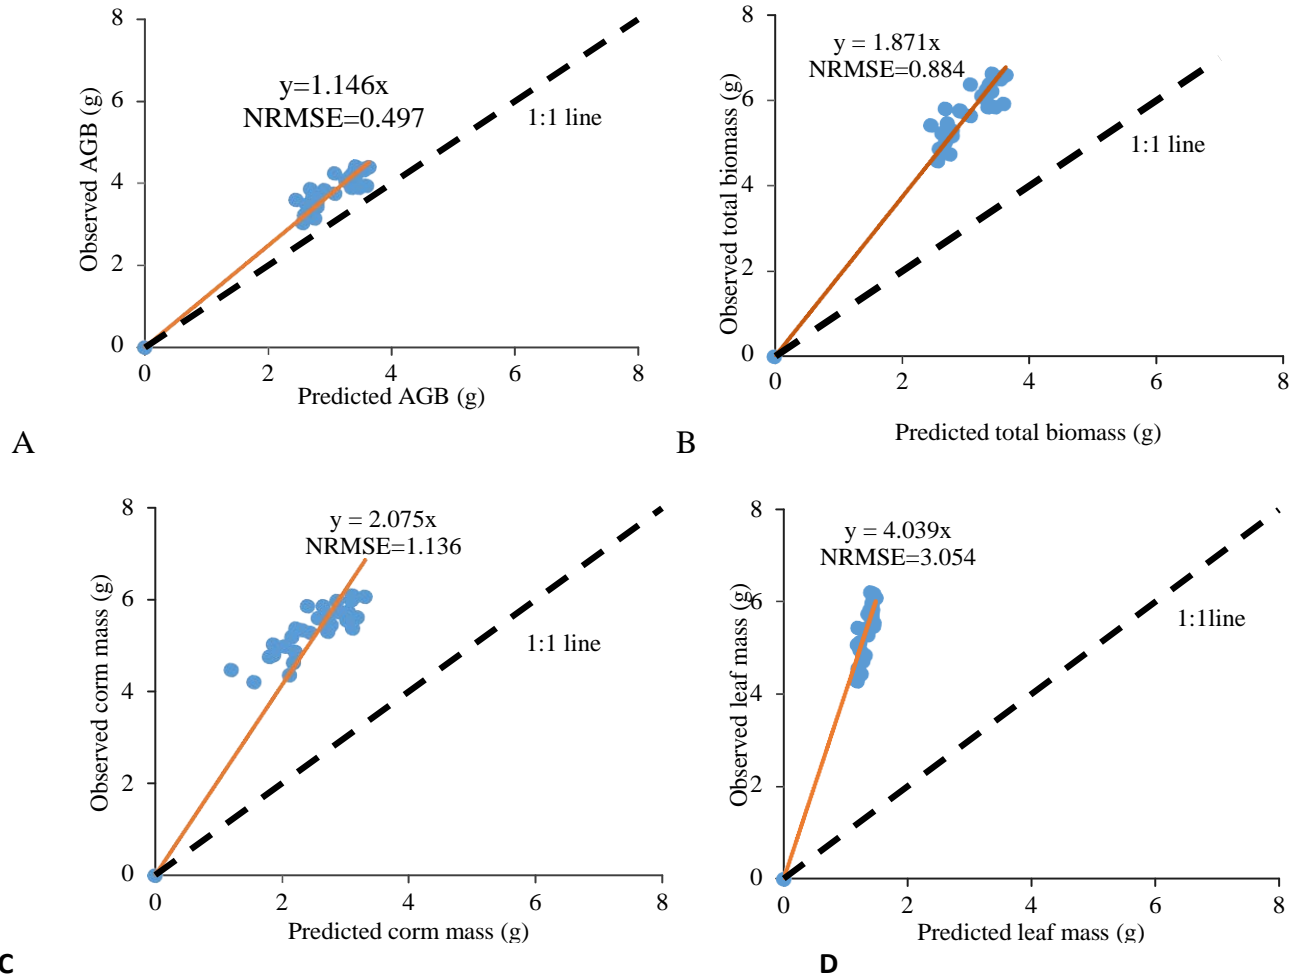 8
6
4
2
0
0 2 4 6 8
Observed AGB (g)
Predicted AGB (g)
y=1.146x
NRMSE=0.497
1:1 line
A
8
6
4
2
0
0 2 4 6 8
Observed total biomass (g)
Predicted total biomass (g)
y = 1.871x
NRMSE=0.884
1:1 line
B
8
6
4
2
0
0 2 4 6 8
Observed corm mass (g)
Predicted corm mass (g)
y = 2.075x
NRMSE=1.136
1:1 line
C
8
6
4
2
0
0 2 4 6 8
Observed leaf mass (g)
Predicted leaf mass (g)
y = 4.039x
NRMSE=3.054
1:1line
D